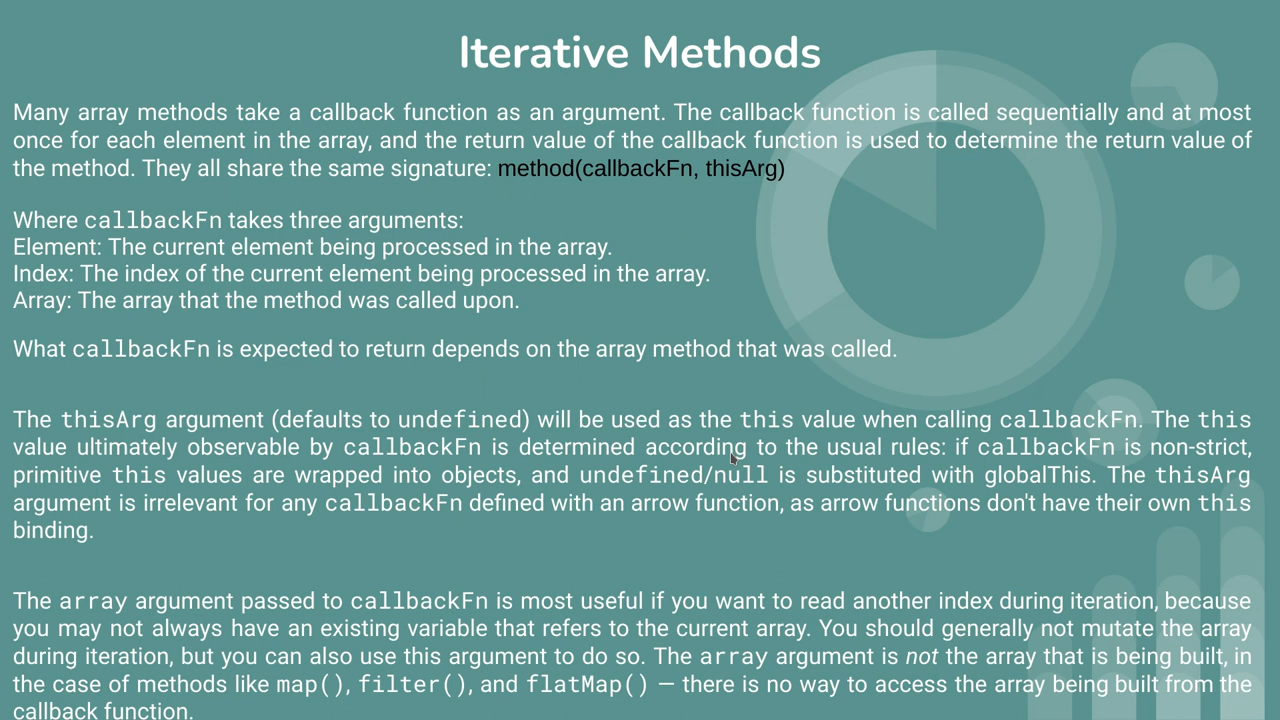 Iterative Methods
Many array methods take a callback function as an argument. The callback function is called sequentially and at most
once for each element in the array, and the return value of the callback function is used to determine the return value of
the method. They all share the same signature: method(callbackFn, thisArg)
Where callbackFn takes three arguments:
Element: The current element being processed in the array.
Index: The index of the current element being processed in the array.
Array: The array that the method was called upon.
What callbackFn is expected to return depends on the array method that was called.
The thisArg argument (defaults to undefined) will be used as the this value when calling callbackFn. The this
value ultimately observable by callbackFn is determined according to the usual rules: if callbackFn is non-strict,
primitive this values are wrapped into objects, and undefined/null is substituted with globalThis. The thisArg
argument is irrelevant for any callbackFn defined with an arrow function, as arrow functions don't have their own this
binding.
The array argument passed to callbackFn is most useful if you want to read another index during iteration, because
you may not always have an existing variable that refers to the current array. You should generally not mutate the array
during iteration, but you can also use this argument to do so. The array argument is not the array that is being built, in
the case of methods like map(), filter(), and flatMap() — there is no way to access the array being built from the
callback function.